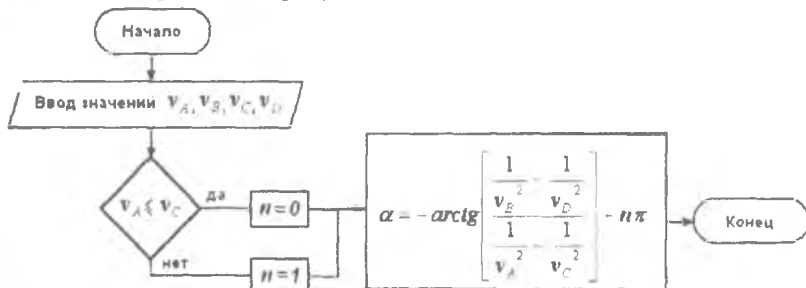 Начало
Ввод значений v_A, v_B, v_C, v_D
v_A ⩽ v_C
да
n=0
нет
n=1
α = - arctg [ (1/v_B² - 1/v_D²) / (1/v_A² - 1/v_C²) ] - nπ
Конец